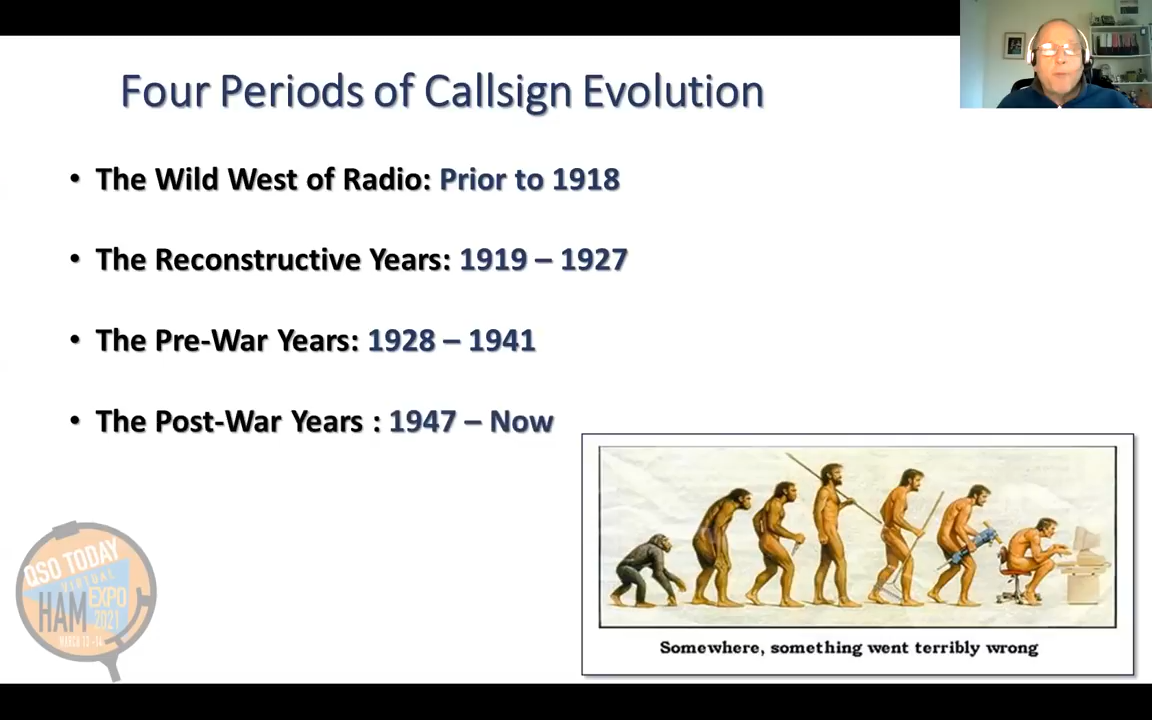 Four Periods of Callsign Evolution
• The Wild West of Radio: Prior to 1918
• The Reconstructive Years: 1919 – 1927
• The Pre-War Years: 1928 – 1941
• The Post-War Years : 1947 – Now
QSO TODAY
VIRTUAL
HAM EXPO
2021
Somewhere, something went terribly wrong